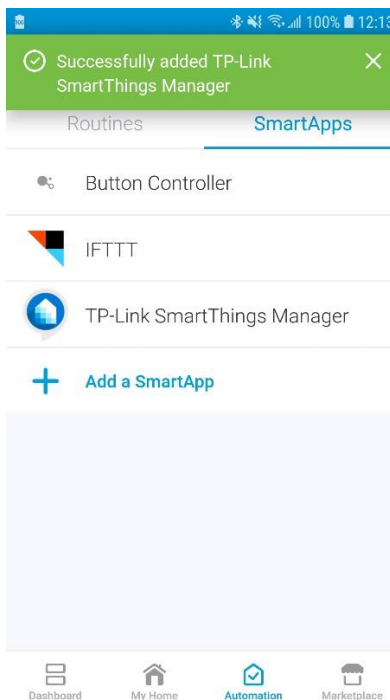 100% 12:13
Successfully added TP-Link
SmartThings Manager
Routines SmartApps
Button Controller
IFTTT
TP-Link SmartThings Manager
Add a SmartApp
Dashboard My Home Automation Marketplace